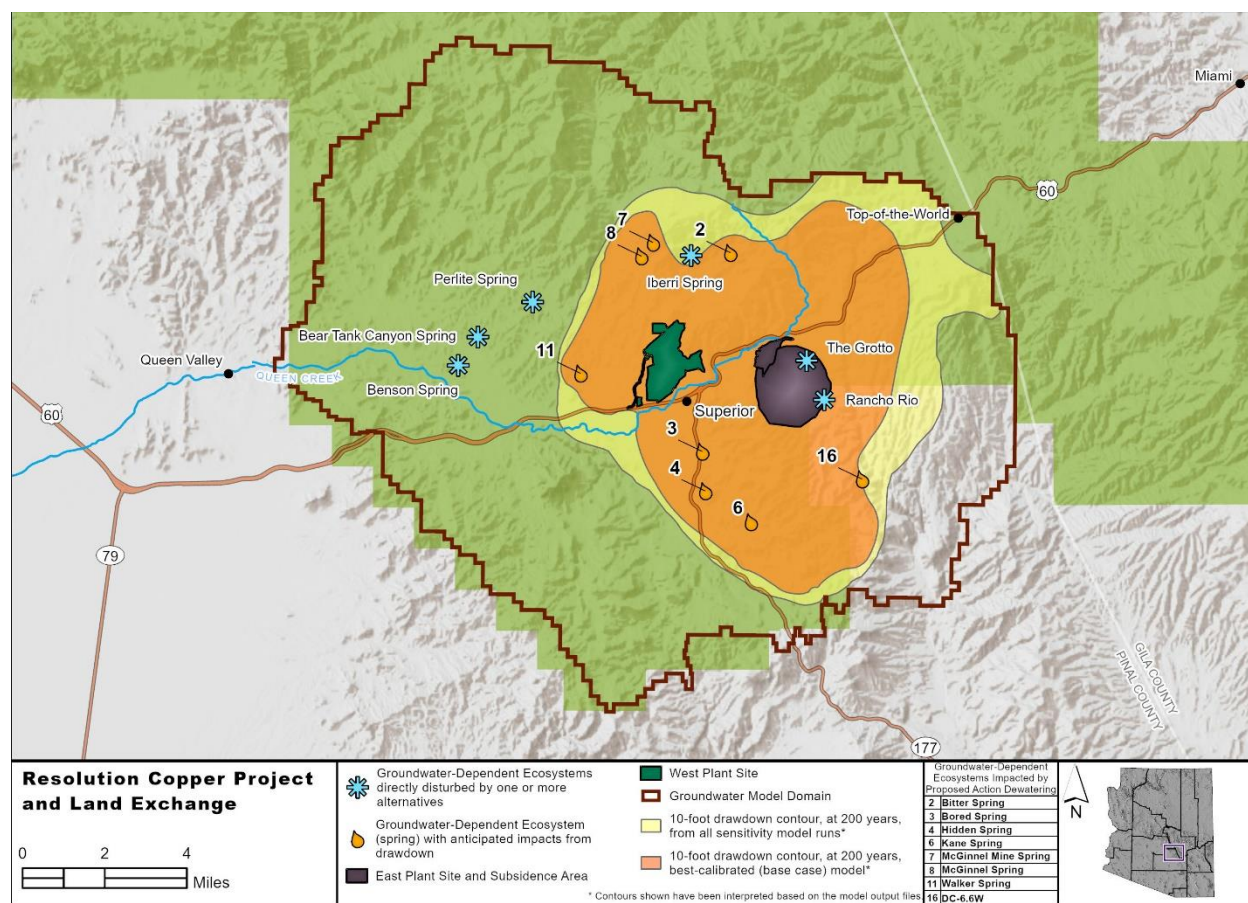 Miami
60
Top-of-the-World
7
8
2
Iberri Spring
Perlite Spring
Bear Tank Canyon Spring
11
The Grotto
Queen Valley
QUEEN CREEK
Benson Spring
Rancho Rio
Superior
60
3
16
4
6
79
GILA COUNTY
PINAL COUNTY
177
Resolution Copper Project
and Land Exchange
0 2 4
Miles
Groundwater-Dependent Ecosystems
directly disturbed by one or more
alternatives
Groundwater-Dependent Ecosystem
(spring) with anticipated impacts from
drawdown
East Plant Site and Subsidence Area
West Plant Site
Groundwater Model Domain
10-foot drawdown contour, at 200 years,
from all sensitivity model runs*
10-foot drawdown contour, at 200 years,
best-calibrated (base case) model*
* Contours shown have been interpreted based on the model output files.
Groundwater-Dependent
Ecosystems Impacted by
Proposed Action Dewatering
2 Bitter Spring
3 Bored Spring
4 Hidden Spring
6 Kane Spring
7 McGinnel Mine Spring
8 McGinnel Spring
11 Walker Spring
16 DC-6.6W
N